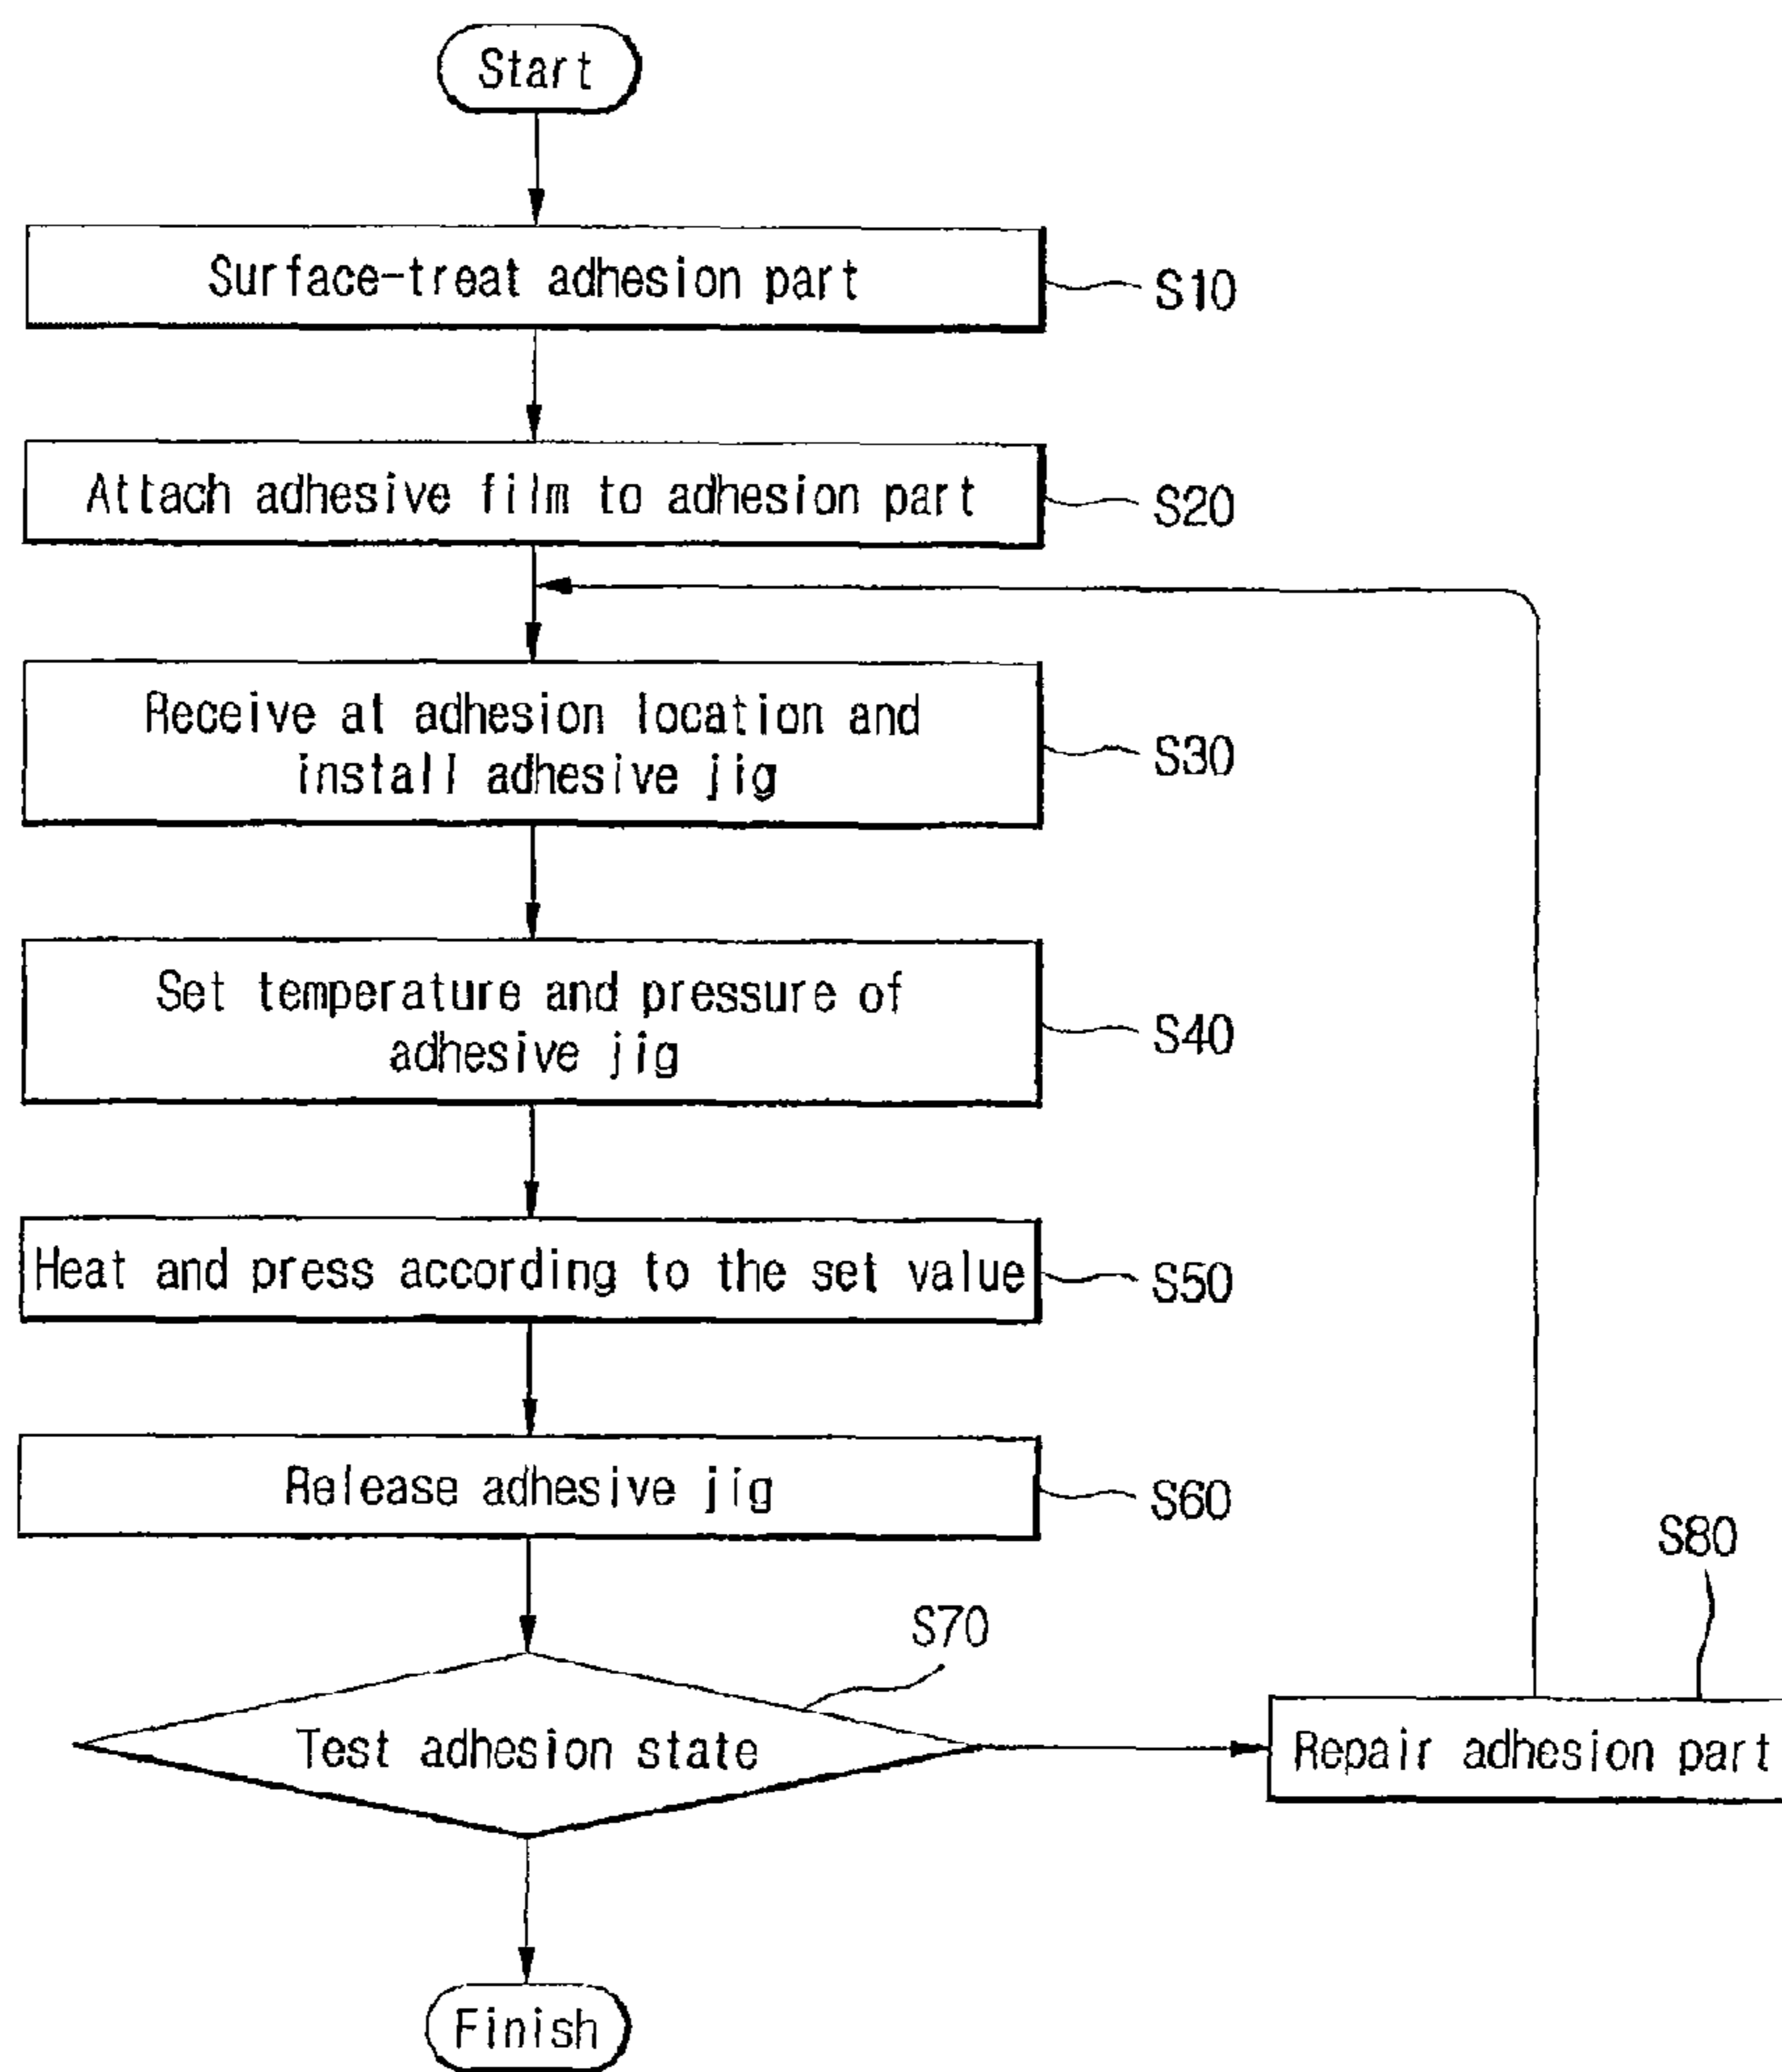 Start
Surface-treat adhesion part
S10
Attach adhesive film to adhesion part
S20
Receive at adhesion location and
install adhesive jig
S30
Set temperature and pressure of
adhesive jig
S40
Heat and press according to the set value
S50
Release adhesive jig
S60
S70
Test adhesion state
S80
Repair adhesion part
Finish